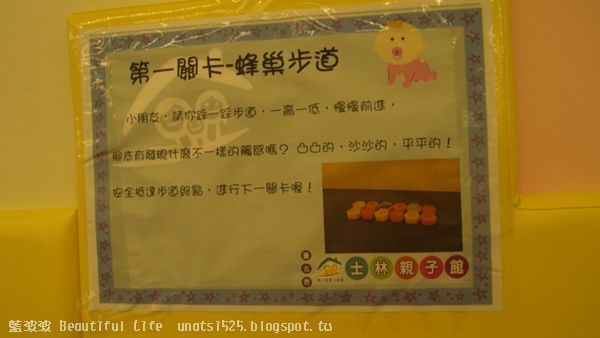 第一關卡-蜂巢步道
小朋友，請你踩一踩步道，一高一低，慢慢前進，
腳底有發現什麼不一樣的觸感嗎？凸凸的，沙沙的，平平的！
安全抵達步道終點，進行下一關卡喔！
臺北市
士林親子館
藍婆婆 Beautiful Life unats1525.blogspot.tw